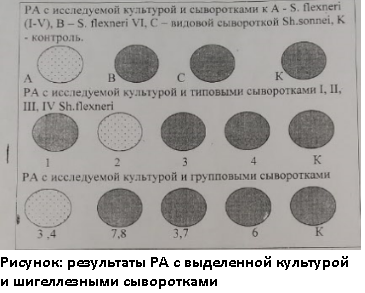 РА с исследуемой культурой и сыворотками к А - S. flexneri
(I-V), B – S. flexneri VI, С – видовой сывороткой Sh.sonnei, К
- контроль.
А В С К
РА с исследуемой культурой и типовыми сыворотками I, II,
III, IV Sh.flexneri
1 2 3 4 К
РА с исследуемой культурой и групповыми сыворотками
3,4 7,8 3,7 6 К
Рисунок: результаты РА с выделенной культурой
и шигеллезными сыворотками